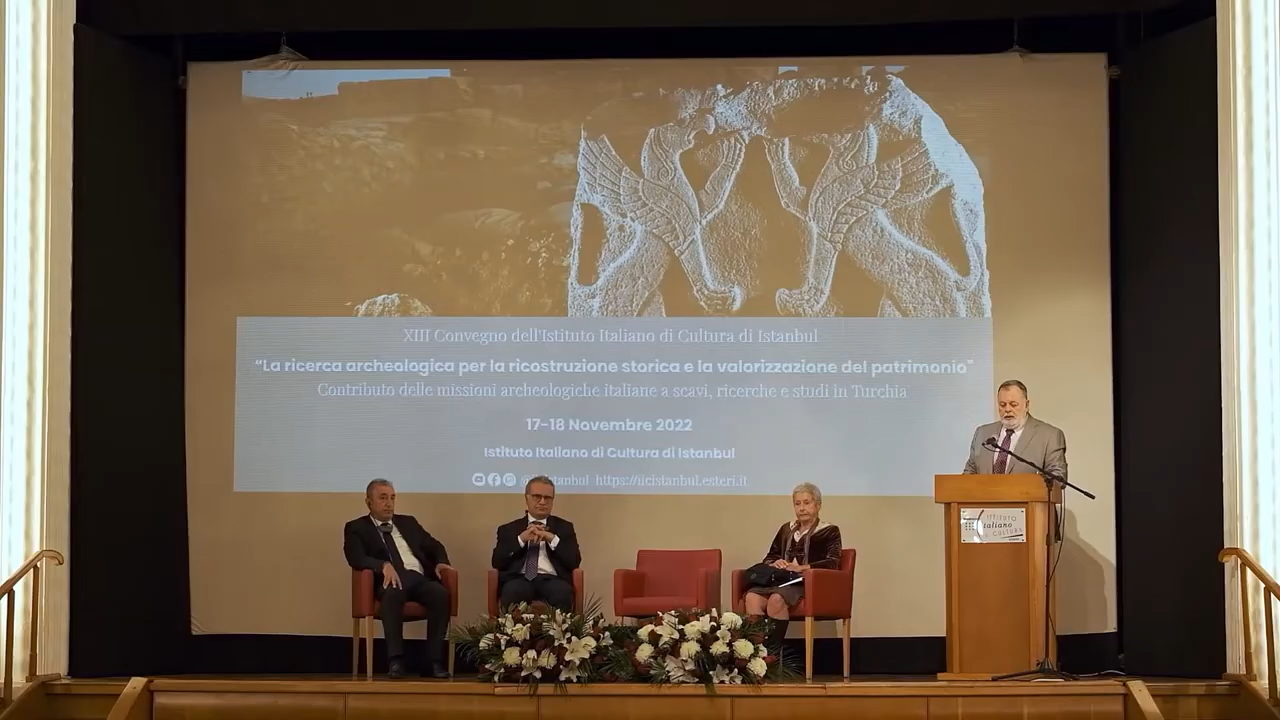 XIII Convegno dell'Istituto Italiano di Cultura di Istanbul
“La ricerca archeologica per la ricostruzione storica e la valorizzazione del patrimonio”
Contributo delle missioni archeologiche italiane a scavi, ricerche e studi in Turchia
17-18 Novembre 2022
Istituto Italiano di Cultura di Istanbul
https://iicistanbul.esteri.it
ISTITUTO
italiano
CULTURA